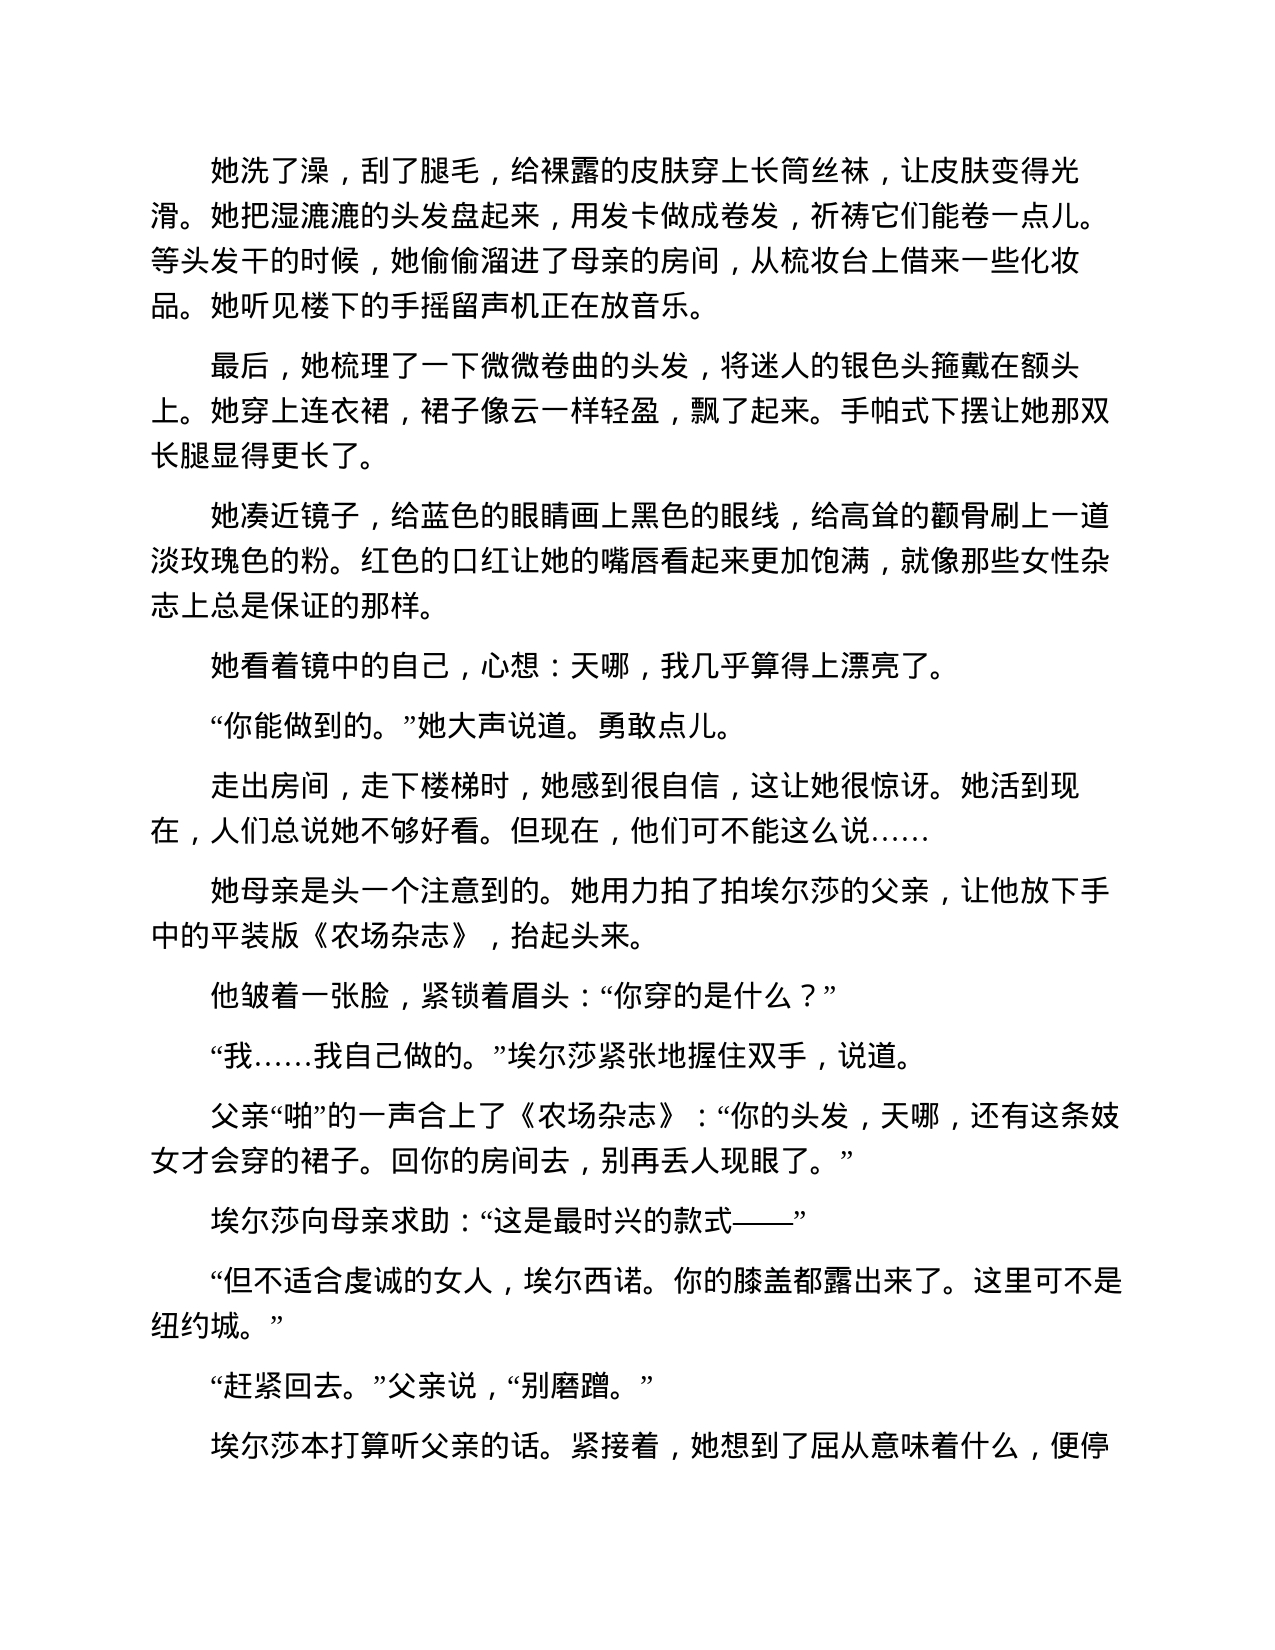 她洗了澡，刮了腿毛，给裸露的皮肤穿上长筒丝袜，让皮肤变得光
滑。她把湿漉漉的头发盘起来，用发卡做成卷发，祈祷它们能卷一点儿。
等头发干的时候，她偷偷溜进了母亲的房间，从梳妆台上借来一些化妆
品。她听见楼下的手摇留声机正在放音乐。
最后，她梳理了一下微微卷曲的头发，将迷人的银色头箍戴在额头
上。她穿上连衣裙，裙子像云一样轻盈，飘了起来。手帕式下摆让她那双
长腿显得更长了。
她凑近镜子，给蓝色的眼睛画上黑色的眼线，给高耸的颧骨刷上一道
淡玫瑰色的粉。红色的口红让她的嘴唇看起来更加饱满，就像那些女性杂
志上总是保证的那样。
她看着镜中的自己，心想：天哪，我几乎算得上漂亮了。
“你能做到的。”她大声说道。勇敢点儿。
走出房间，走下楼梯时，她感到很自信，这让她很惊讶。她活到现
在，人们总说她不够好看。但现在，他们可不能这么说……
她母亲是头一个注意到的。她用力拍了拍埃尔莎的父亲，让他放下手
中的平装版《农场杂志》，抬起头来。
他皱着一张脸，紧锁着眉头：“你穿的是什么？”
“我……我自己做的。”埃尔莎紧张地握住双手，说道。
父亲“啪”的一声合上了《农场杂志》：“你的头发，天哪，还有这条妓
女才会穿的裙子。回你的房间去，别再丢人现眼了。”
埃尔莎向母亲求助：“这是最时兴的款式——”
“但不适合虔诚的女人，埃尔西诺。你的膝盖都露出来了。这里可不是
纽约城。”
“赶紧回去。”父亲说，“别磨蹭。”
埃尔莎本打算听父亲的话。紧接着，她想到了屈从意味着什么，便停